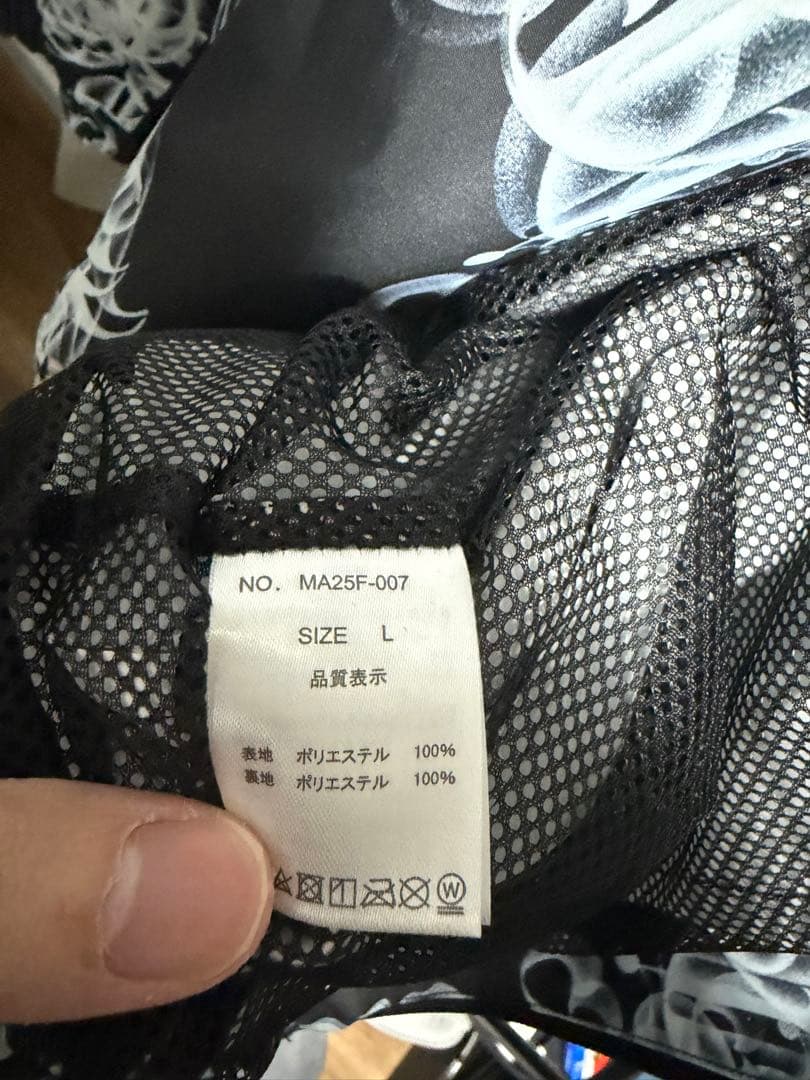 NO. MA25F-007
SIZE L
品質表示
表地 ポリエステル 100%
裏地 ポリエステル 100%
W